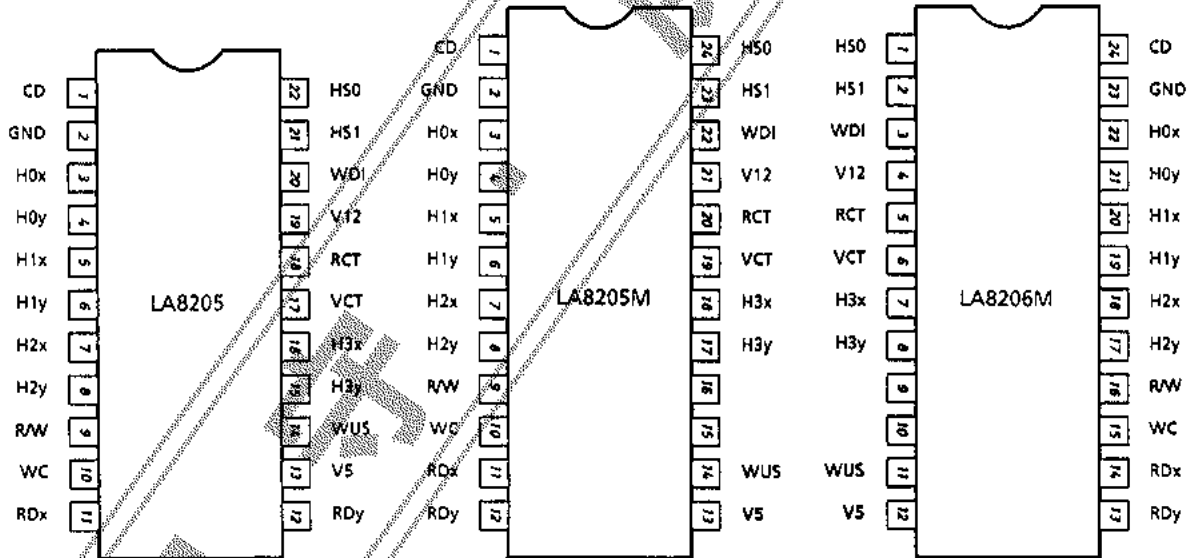 CD 1 22 HS0
GND 2 21 HS1
H0x 3 20 WDI
H0y 4 19 V12
H1x 5 18 RCT
H1y 6 LA8205 17 VCT
H2x 7 16 H3x
H2y 8 15 H3y
R/W 9 14 WUS
WC 10 13 V5
RDx 11 12 RDy
CD 1 24 HS0
GND 2 23 HS1
H0x 3 22 WDI
H0y 4 21 V12
H1x 5 20 RCT
H1y 6 19 VCT
H2x 7 LA8205M 18 H3x
H2y 8 17 H3y
R/W 9 16
WC 10 15
RDx 11 14 WUS
RDy 12 13 V5
HS0 1 24 CD
HS1 2 23 GND
WDI 3 22 H0x
V12 4 21 H0y
RCT 5 20 H1x
VCT 6 19 H1y
H3x 7 LA8206M 18 H2x
H3y 8 17 H2y
9 16 R/W
10 15 WC
WUS 11 14 RDx
V5 12 13 RDy